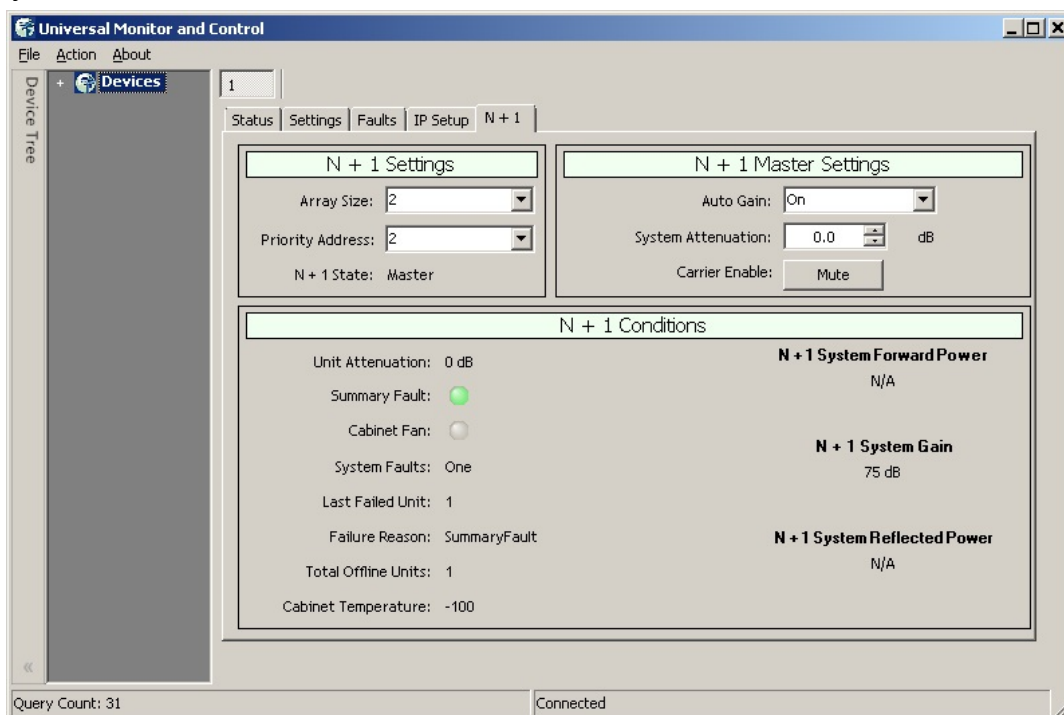 Universal Monitor and Control
File Action About
Device Tree
+ Devices
1
Status Settings Faults IP Setup N + 1
N + 1 Settings
Array Size: 2
Priority Address: 2
N + 1 State: Master
N + 1 Master Settings
Auto Gain: On
System Attenuation: 0.0 dB
Carrier Enable: Mute
N + 1 Conditions
Unit Attenuation: 0 dB
Summary Fault:
Cabinet Fan:
System Faults: One
Last Failed Unit: 1
Failure Reason: SummaryFault
Total Offline Units: 1
Cabinet Temperature: -100
N + 1 System Forward Power
N/A
N + 1 System Gain
75 dB
N + 1 System Reflected Power
N/A
Query Count: 31
Connected